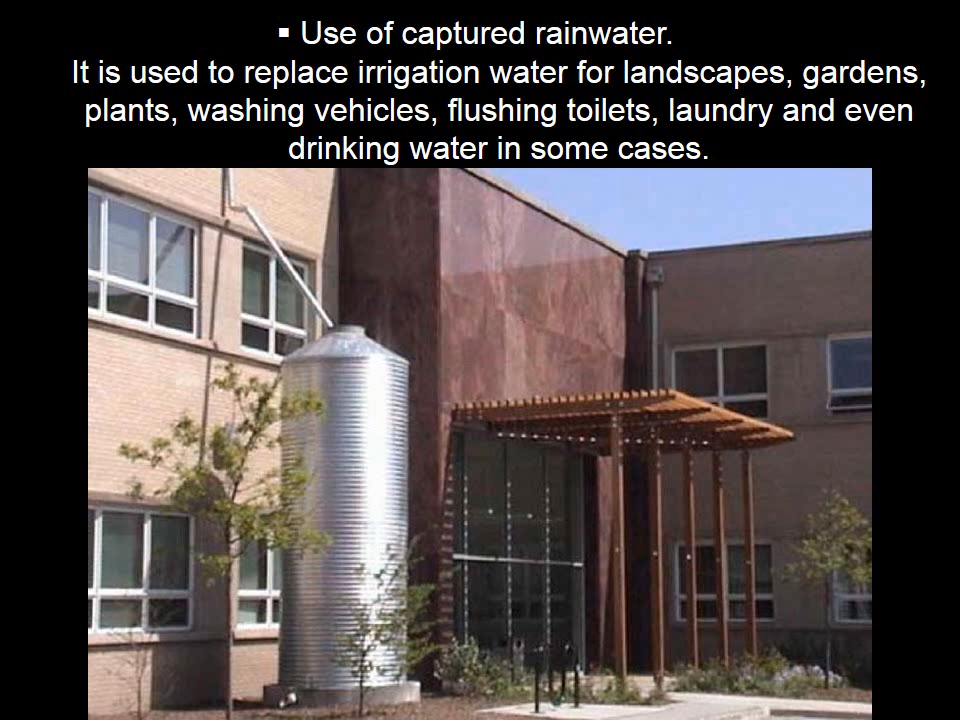 ▪ Use of captured rainwater.
It is used to replace irrigation water for landscapes, gardens,
plants, washing vehicles, flushing toilets, laundry and even
drinking water in some cases.